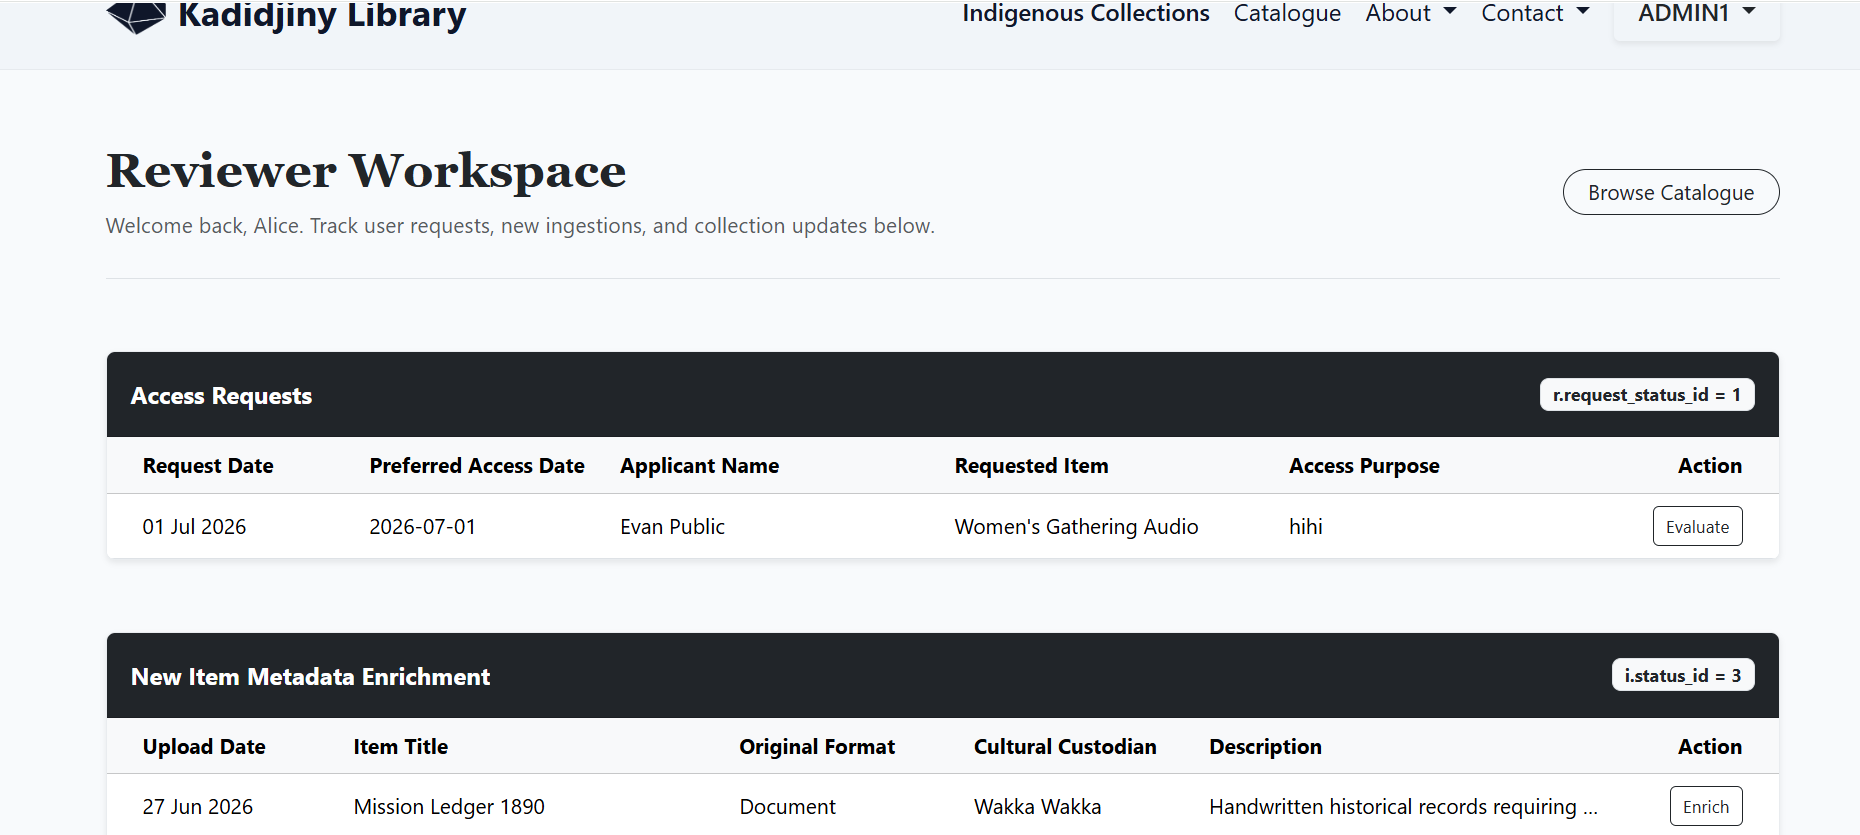 Kadidjiny Library
Indigenous Collections Catalogue About Contact ADMIN1
Reviewer Workspace
Browse Catalogue
Welcome back, Alice. Track user requests, new ingestions, and collection updates below.
Access Requests r.request_status_id = 1
Request Date Preferred Access Date Applicant Name Requested Item Access Purpose Action
01 Jul 2026 2026-07-01 Evan Public Women's Gathering Audio hihi Evaluate
New Item Metadata Enrichment i.status_id = 3
Upload Date Item Title Original Format Cultural Custodian Description Action
27 Jun 2026 Mission Ledger 1890 Document Wakka Wakka Handwritten historical records requiring ... Enrich